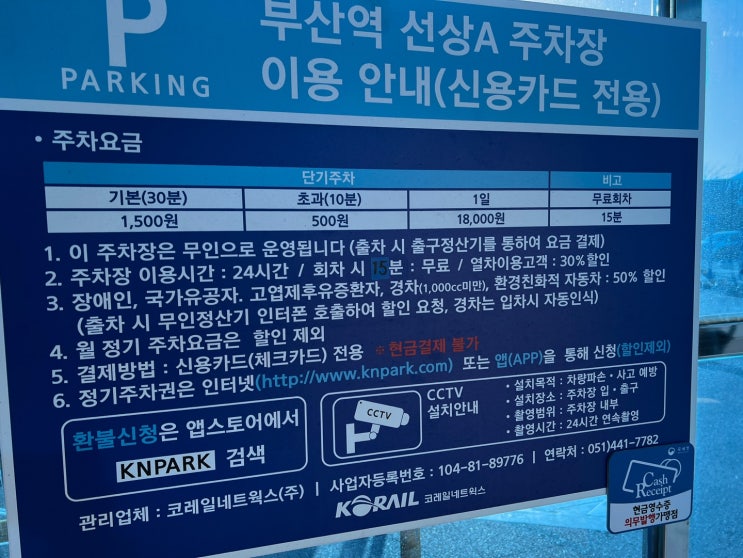 P
PARKING
부산역 선상A 주차장
이용 안내(신용카드 전용)
• 주차요금
단기주차 비고
기본(30분) 초과(10분) 1일 무료회차
1,500원 500원 18,000원 15분
1. 이 주차장은 무인으로 운영됩니다(출차 시 출구정산기를 통하여 요금 결제)
2. 주차장 이용시간 : 24시간 / 회차 시 15분 : 무료 / 열차이용고객 : 30%할인
3. 장애인, 국가유공자. 고엽제후유증환자, 경차(1,000cc미만), 환경친화적 자동차 : 50% 할인
(출차 시 무인정산기 인터폰 호출하여 할인 요청, 경차는 입차시 자동인식)
4. 월 정기 주차요금은 할인 제외
5. 결제방법 : 신용카드(체크카드) 전용 ※현금결제 불가
6. 정기주차권은 인터넷(http://www.knpark.com) 또는 앱(APP)을 통해 신청(할인제외)
환불신청은 앱스토어에서
KNPARK 검색
CCTV
CCTV
설치안내
• 설치목적 : 차량파손·사고 예방
• 설치장소 : 주차장 입·출구
• 촬영범위 : 주차장 내부
• 촬영시간 : 24시간 연속촬영
관리업체 : 코레일네트웍스(주) | 사업자등록번호 : 104-81-89776 | 연락처 : 051)441-7782
KORAIL 코레일네트웍스
Cash
Receipt
현금영수증
의무발행가맹점